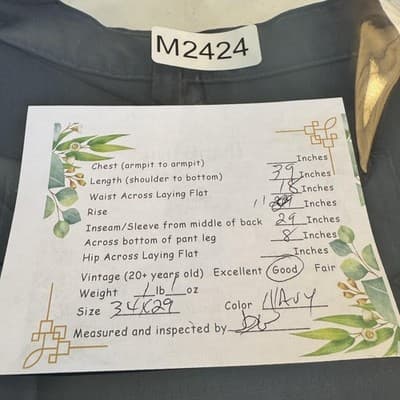 M2424
Chest (armpit to armpit) Inches
Length (shoulder to bottom) 39 Inches
Waist Across Laying Flat 18 Inches
Rise 11 Inches
Inseam/Sleeve from middle of back 29 Inches
Across bottom of pant leg 8 Inches
Hip Across Laying Flat Inches
Vintage (20+ years old) Excellent Good Fair
Weight 1 lb 1 oz
Size 34X29 Color NAVY
Measured and inspected by